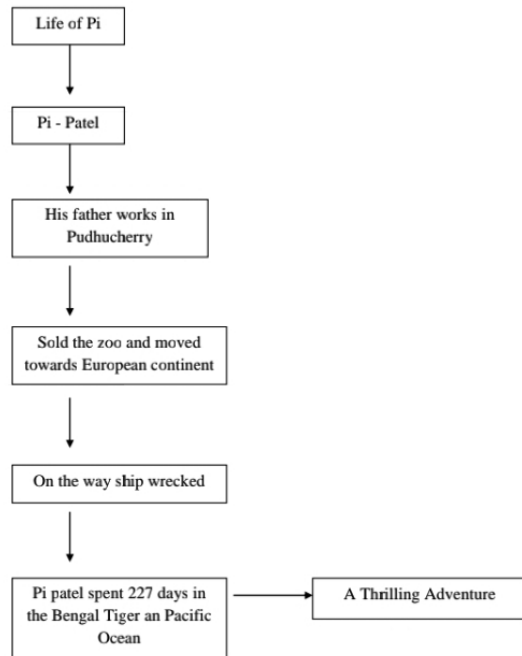 Life of Pi
Pi - Patel
His father works in
Pudhucherry
Sold the zoo and moved
towards European continent
On the way ship wrecked
Pi patel spent 227 days in
the Bengal Tiger an Pacific
Ocean
A Thrilling Adventure